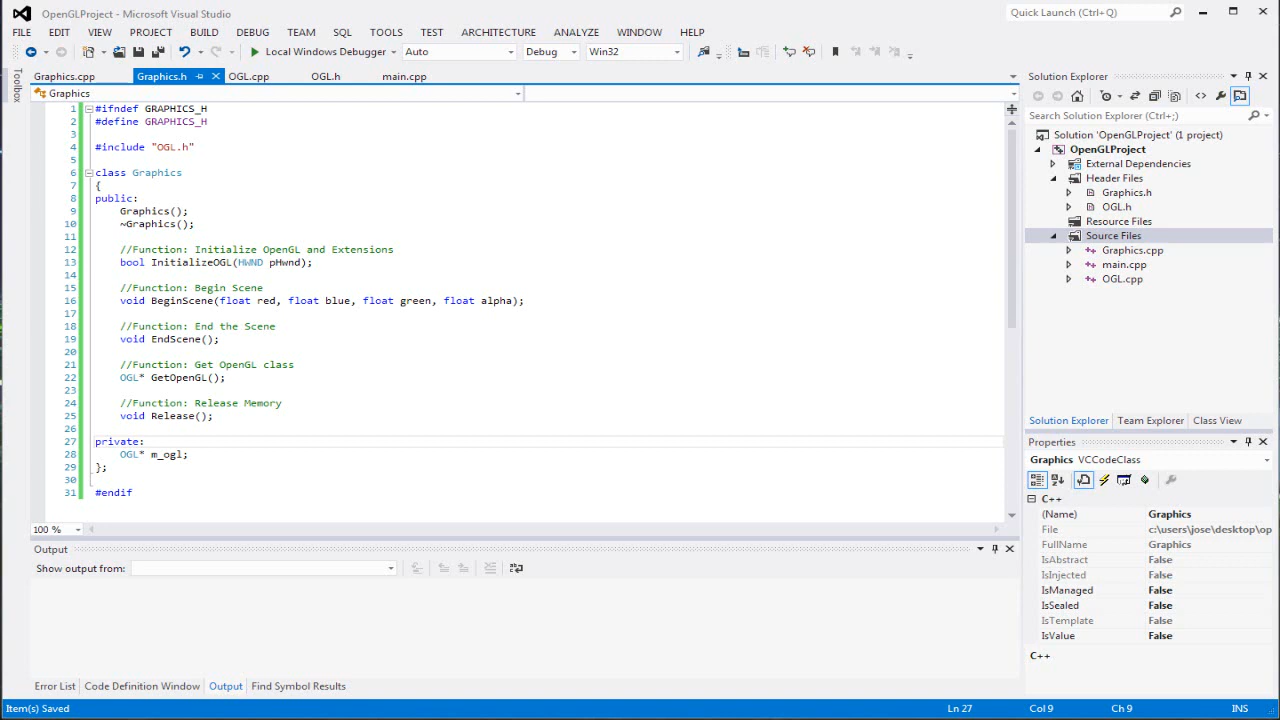 OpenGLProject - Microsoft Visual Studio
Quick Launch (Ctrl+Q)
FILE EDIT VIEW PROJECT BUILD DEBUG TEAM SQL TOOLS TEST ARCHITECTURE ANALYZE WINDOW HELP
Local Windows Debugger Auto Debug Win32
Toolbox
Graphics.cpp Graphics.h OGL.cpp OGL.h main.cpp
Graphics
1 #ifndef GRAPHICS_H
2 #define GRAPHICS_H
3
4 #include "OGL.h"
5
6 class Graphics
7 {
8 public:
9 Graphics();
10 ~Graphics();
11
12 //Function: Initialize OpenGL and Extensions
13 bool InitializeOGL(HWND pHwnd);
14
15 //Function: Begin Scene
16 void BeginScene(float red, float blue, float green, float alpha);
17
18 //Function: End the Scene
19 void EndScene();
20
21 //Function: Get OpenGL class
22 OGL* GetOpenGL();
23
24 //Function: Release Memory
25 void Release();
26
27 private:
28 OGL* m_ogl;
29 };
30
31 #endif
100 %
Output
Show output from:
Error List Code Definition Window Output Find Symbol Results
Solution Explorer
Search Solution Explorer (Ctrl+;)
Solution 'OpenGLProject' (1 project)
OpenGLProject
External Dependencies
Header Files
Graphics.h
OGL.h
Resource Files
Source Files
Graphics.cpp
main.cpp
OGL.cpp
Solution Explorer Team Explorer Class View
Properties
Graphics VCCodeClass
C++
(Name) Graphics
File c:\users\jose\desktop\op
FullName Graphics
IsAbstract False
IsInjected False
IsManaged False
IsSealed False
IsTemplate False
IsValue False
C++
Item(s) Saved Ln 27 Col 9 Ch 9 INS